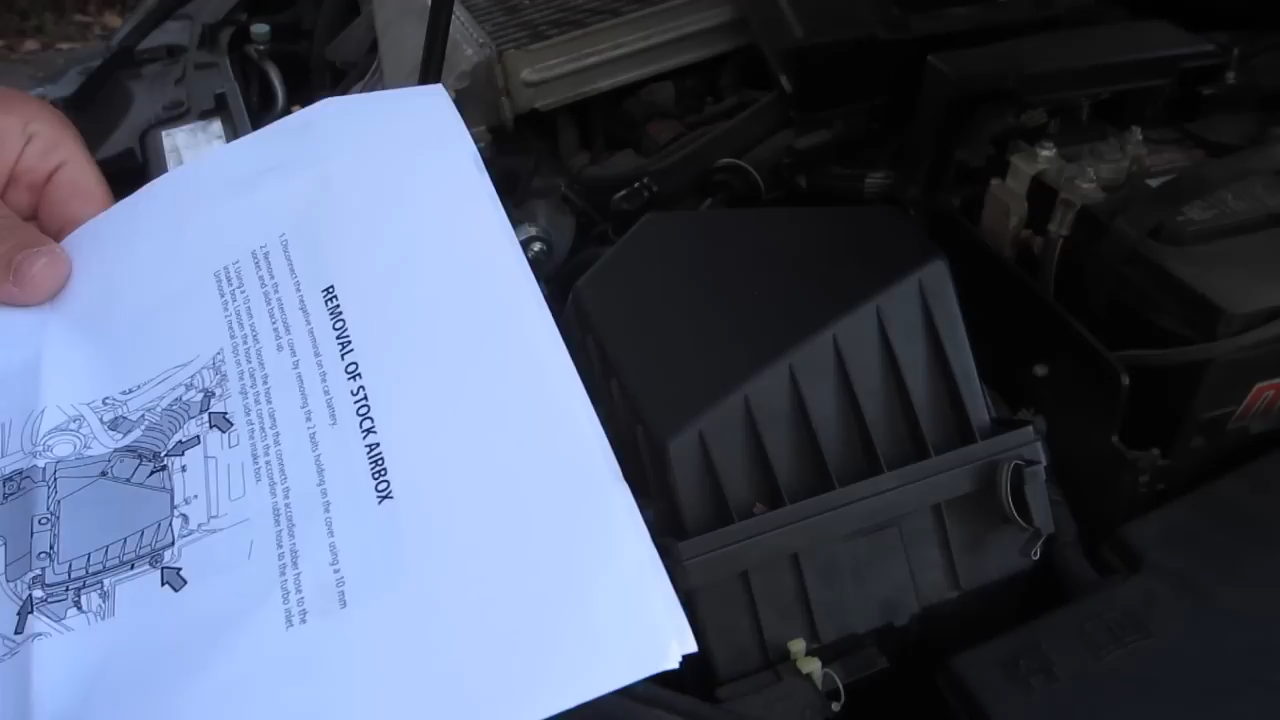 REMOVAL OF STOCK AIRBOX
1. Disconnect the negative terminal on the car battery.
2. Remove the intercooler cover by removing the 2 bolts holding on the cover using a 10 mm
socket, and slide back and up.
3. Using a 10 mm socket, loosen the hose clamp that connects the accordion rubber hose to the
intake box. Loosen the hose clamp that connects the accordion rubber hose to the turbo inlet.
Unhook the 2 metal clips on the right side of the intake box.